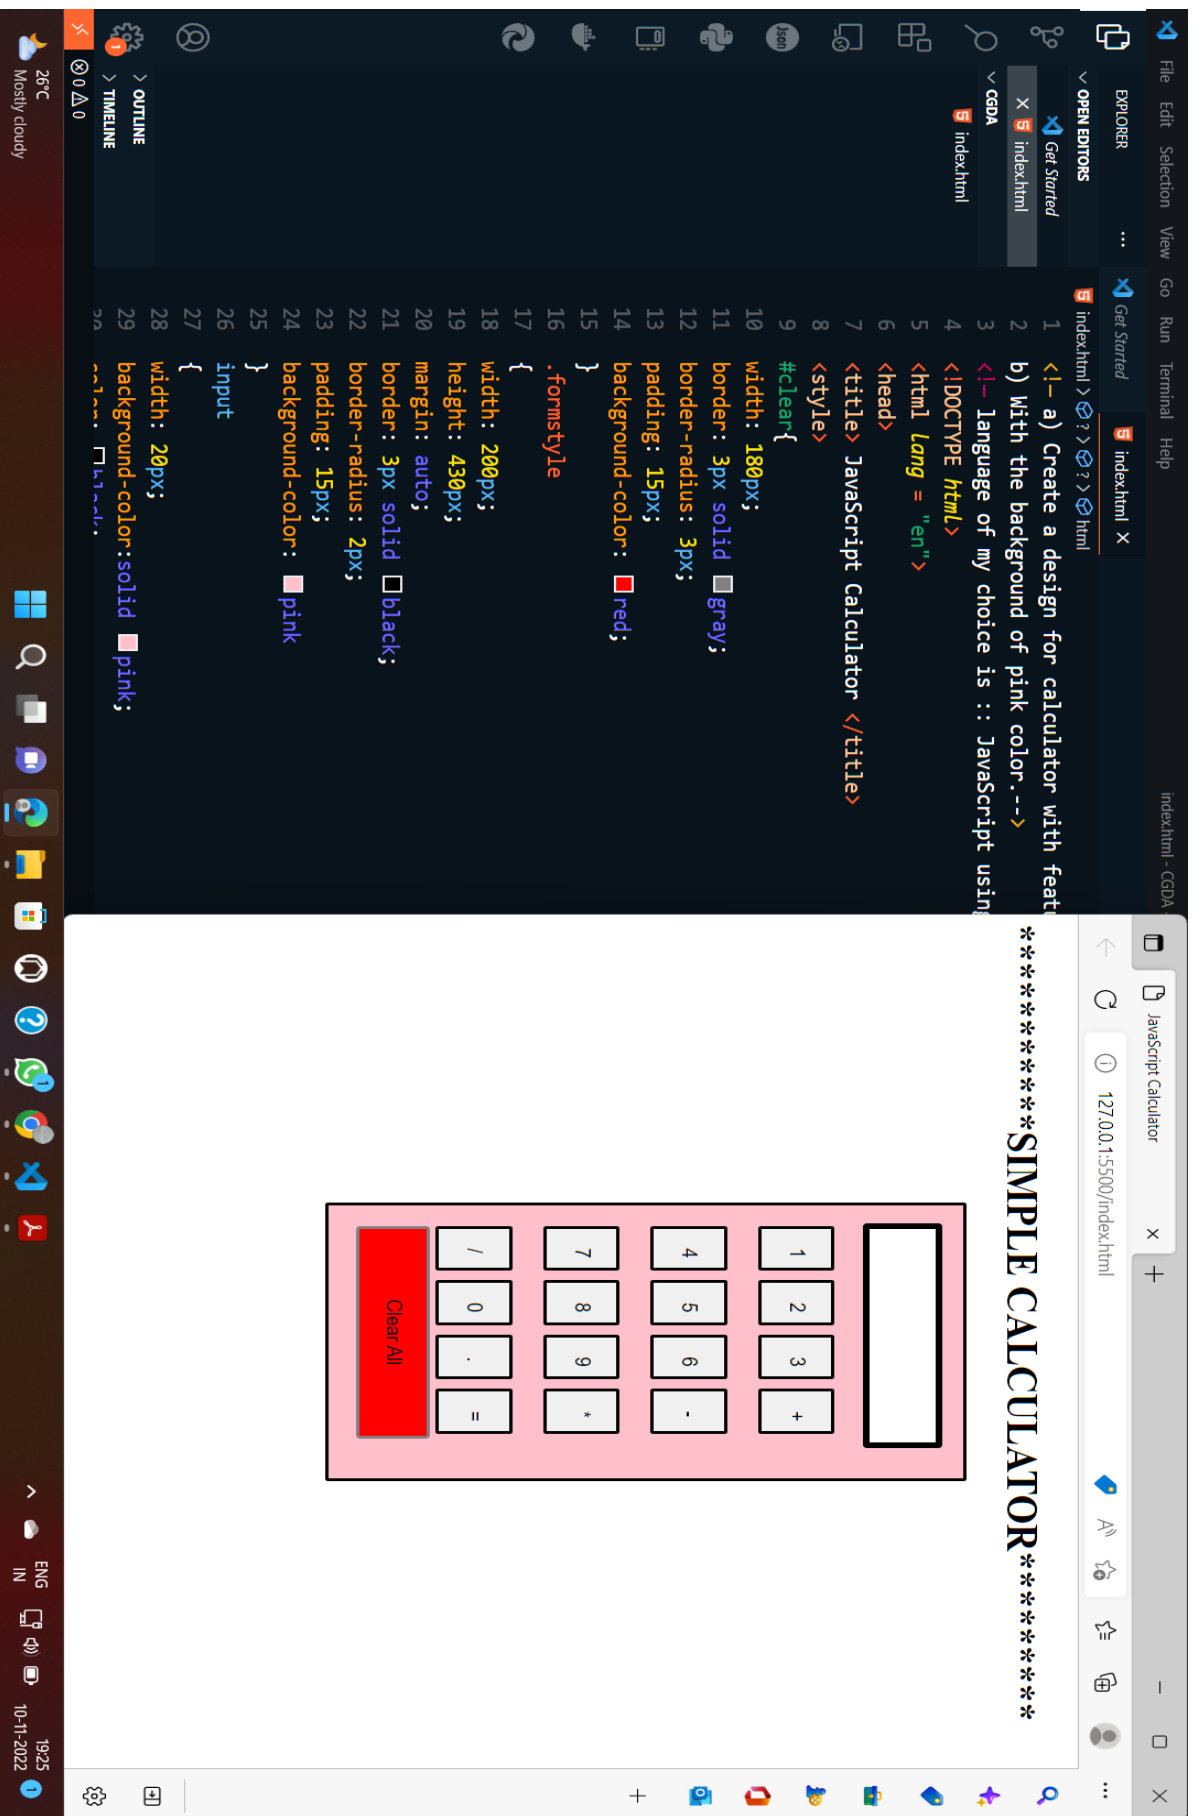 File Edit Selection View Go Run Terminal Help
index.html - CGDA -
EXPLORER
...
Get Started
index.html X
OPEN EDITORS
Get Started
X index.html
CGDA
index.html
OUTLINE
TIMELINE
index.html > ? > ? > html
1 <!— a) Create a design for calculator with featu
2 b) With the background of pink color.-->
3 <!— language of my choice is :: JavaScript using
4 <!DOCTYPE html>
5 <html lang = "en">
6 <head>
7 <title> JavaScript Calculator </title>
8 <style>
9 #clear{
10 width: 180px;
11 border: 3px solid gray;
12 border-radius: 3px;
13 padding: 15px;
14 background-color: red;
15 }
16 .formstyle
17 {
18 width: 200px;
19 height: 430px;
20 margin: auto;
21 border: 3px solid black;
22 border-radius: 2px;
23 padding: 15px;
24 background-color: pink
25 }
26 input
27 {
28 width: 20px;
29 background-color:solid pink;
0 0
JavaScript Calculator
127.0.0.1:5500/index.html
************SIMPLE CALCULATOR**********
1 2 3 +
4 5 6 -
7 8 9 *
/ 0 . =
Clear All
26°C
Mostly cloudy
ENG
IN
19:25
10-11-2022